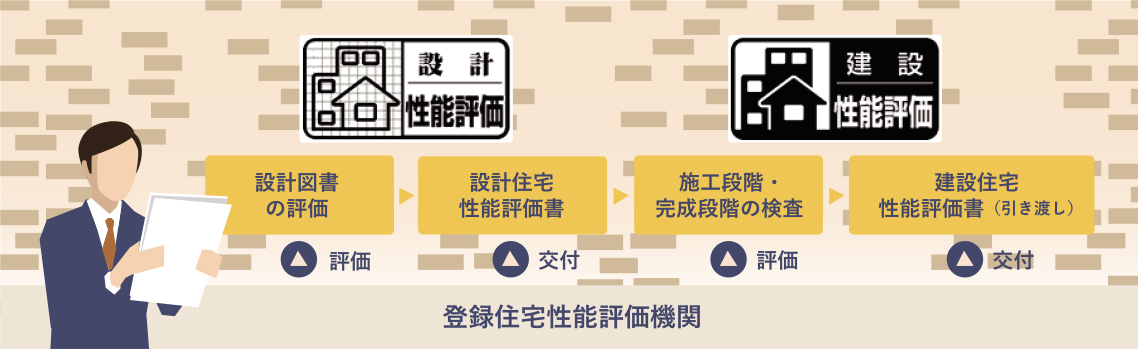 設計
性能評価
建設
性能評価
設計図書
の評価
設計住宅
性能評価書
施工段階・
完成段階の検査
建設住宅
性能評価書（引き渡し）
評価
交付
評価
交付
登録住宅性能評価機関